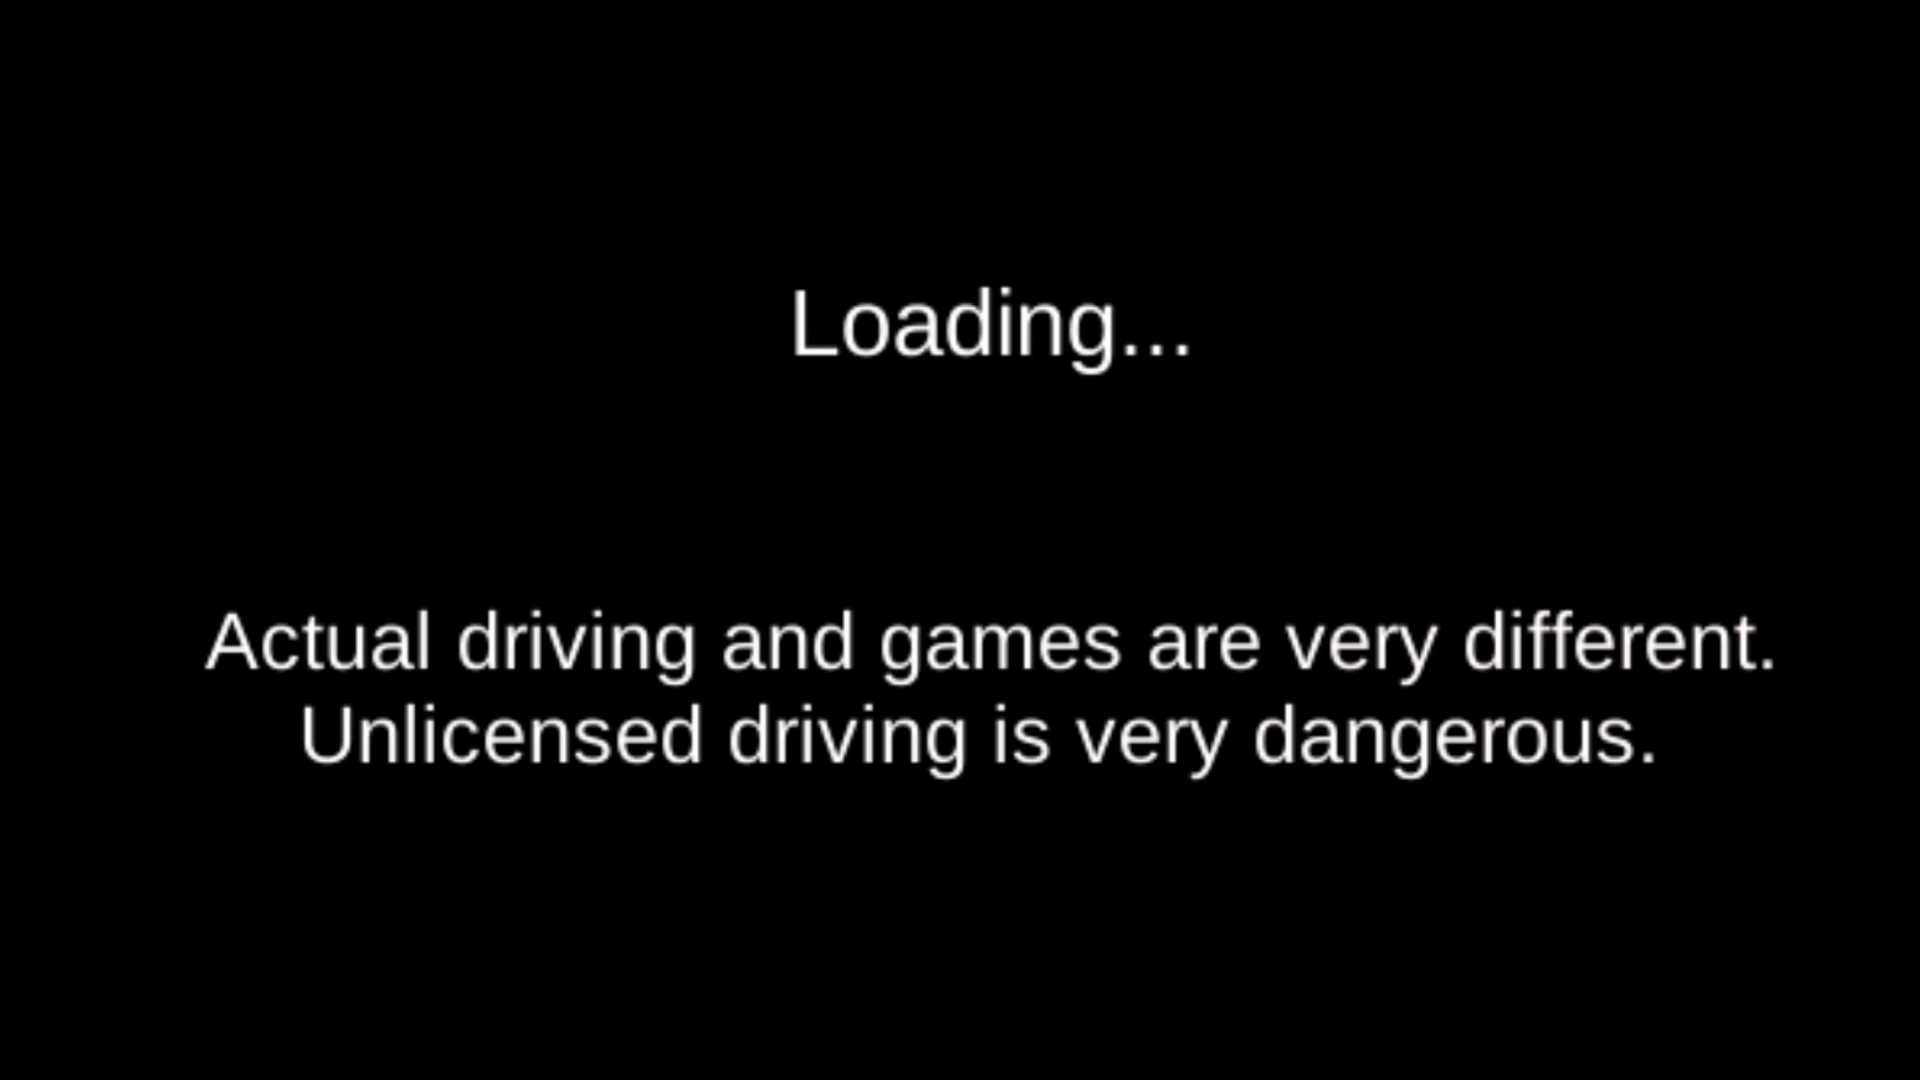 Loading...
Actual driving and games are very different.
Unlicensed driving is very dangerous.